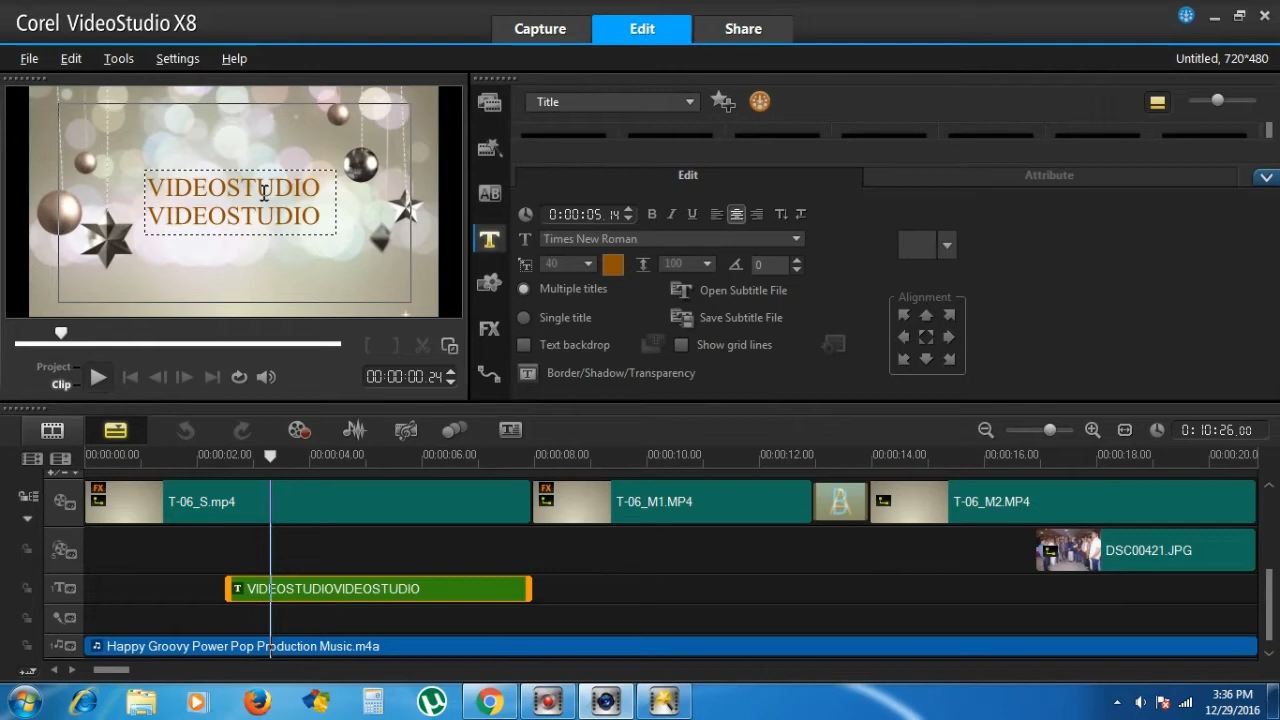 Corel VideoStudio X8
Capture
Edit
Share
File
Edit
Tools
Settings
Help
Untitled, 720*480
VIDEOSTUDIO
VIDEOSTUDIO
Project
Clip
00:00:00.24
Title
AB
T
FX
Edit
Attribute
0:00:05.14
B I U
T
T
Times New Roman
40
100
0
Multiple titles
Open Subtitle File
Single title
Save Subtitle File
Text backdrop
Show grid lines
Border/Shadow/Transparency
Alignment
0:10:26.00
00:00:00.00
00:00:02.00
00:00:04.00
00:00:06.00
00:00:08.00
00:00:10.00
00:00:12.00
00:00:14.00
00:00:16.00
00:00:18.00
00:00:20.0
FX
T-06_S.mp4
FX
T-06_M1.MP4
T-06_M2.MP4
DSC00421.JPG
1T
T
VIDEOSTUDIOVIDEOSTUDIO
Happy Groovy Power Pop Production Music.m4a
3:36 PM
12/29/2016